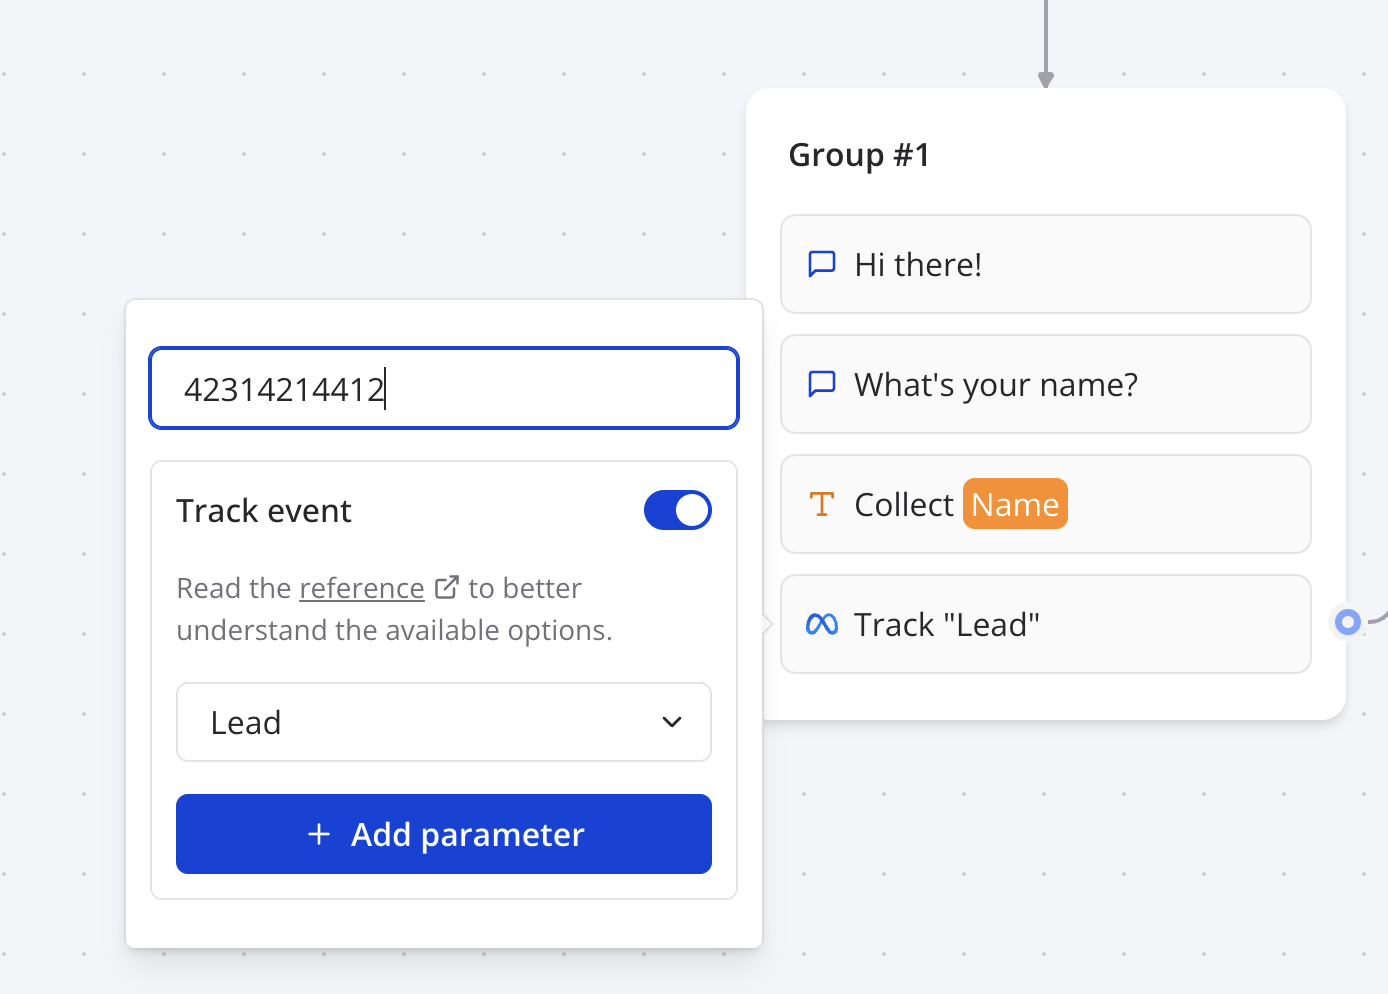 Group #1
Hi there!
What's your name?
Collect Name
Track "Lead"
42314214412
Track event
Read the reference to better
understand the available options.
Lead
Add parameter